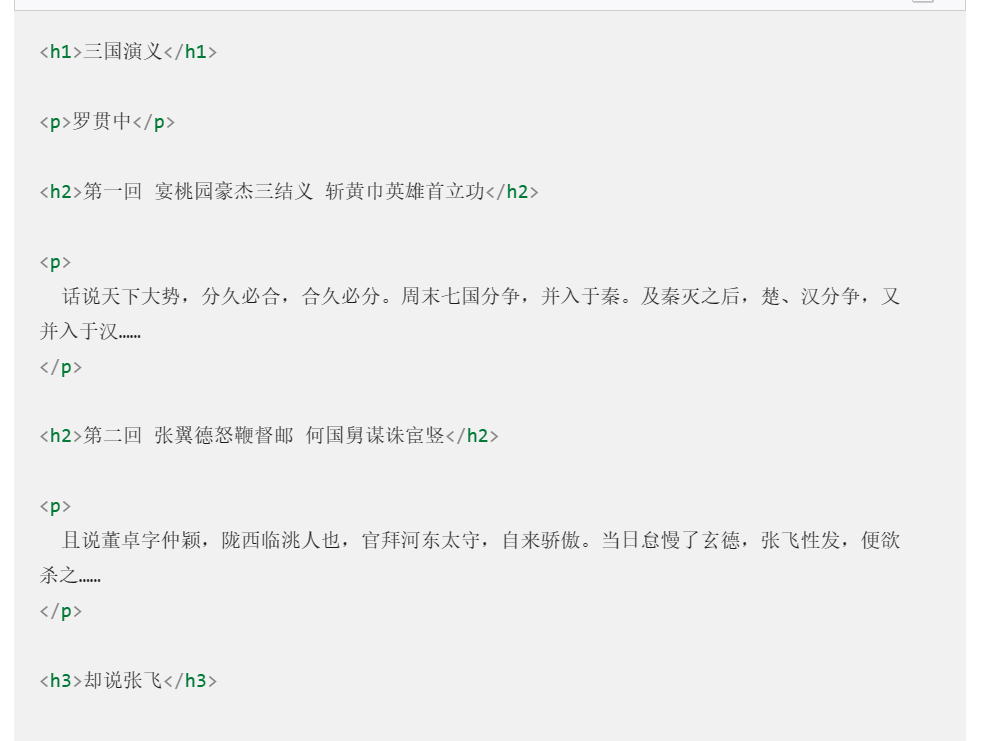 <h1>三国演义</h1>
<p>罗贯中</p>
<h2>第一回 宴桃园豪杰三结义 斩黄巾英雄首立功</h2>
<p>
话说天下大势，分久必合，合久必分。周末七国分争，并入于秦。及秦灭之后，楚、汉分争，又
并入于汉……
</p>
<h2>第二回 张翼德怒鞭督邮 何国舅谋诛宦竖</h2>
<p>
且说董卓字仲颖，陇西临洮人也，官拜河东太守，自来骄傲。当日怠慢了玄德，张飞性发，便欲
杀之……
</p>
<h3>却说张飞</h3>